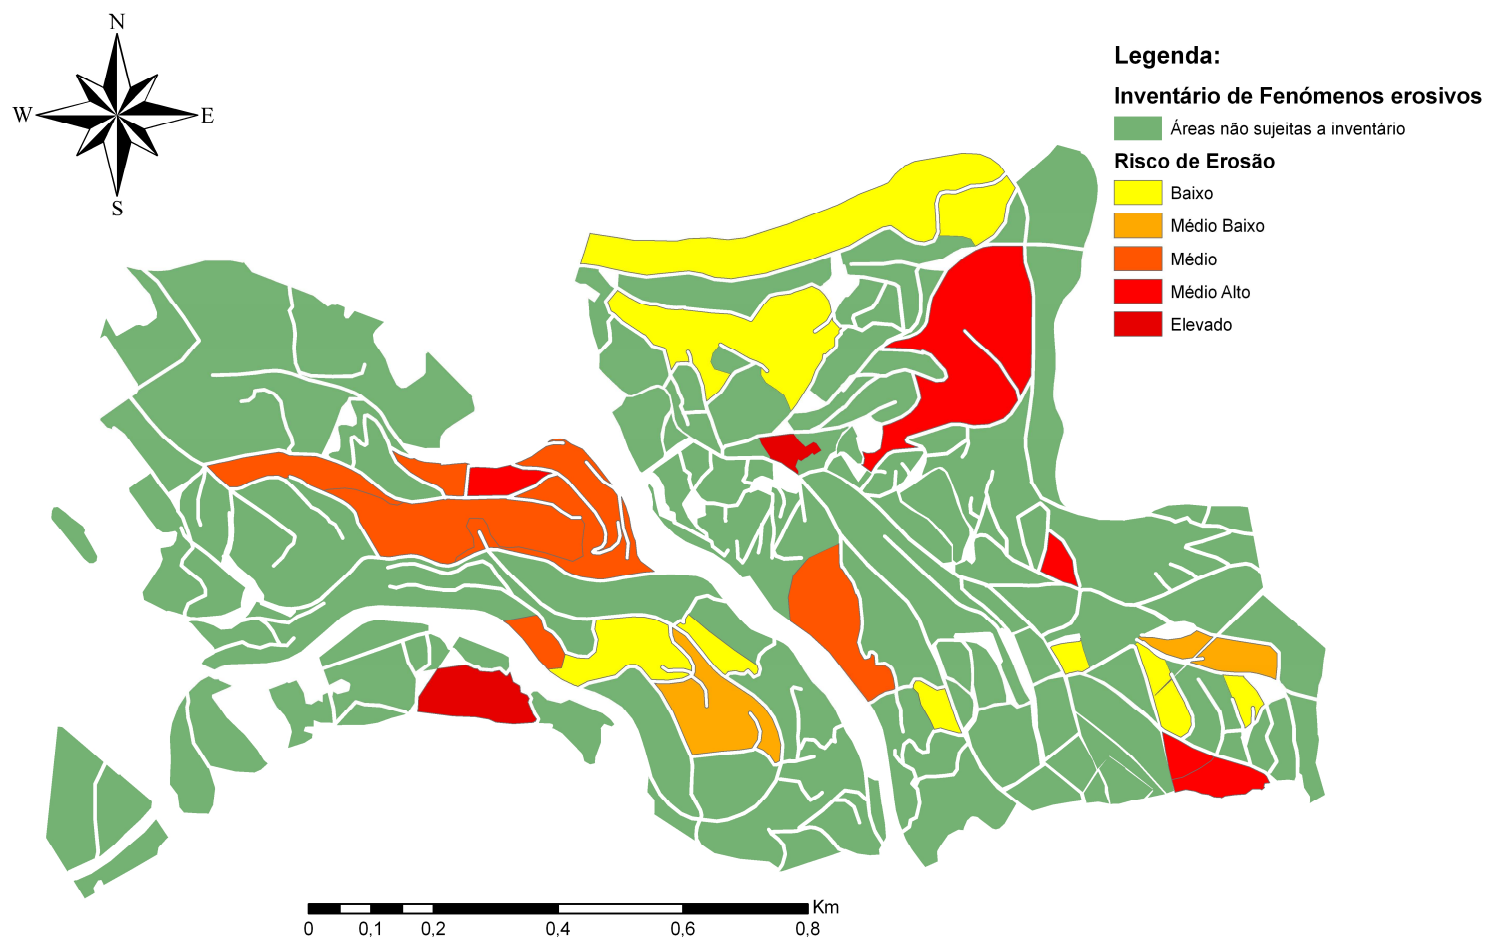 N
W E
S
Legenda:
Inventário de Fenómenos erosivos
Áreas não sujeitas a inventário
Risco de Erosão
Baixo
Médio Baixo
Médio
Médio Alto
Elevado
Km
0 0,1 0,2 0,4 0,6 0,8